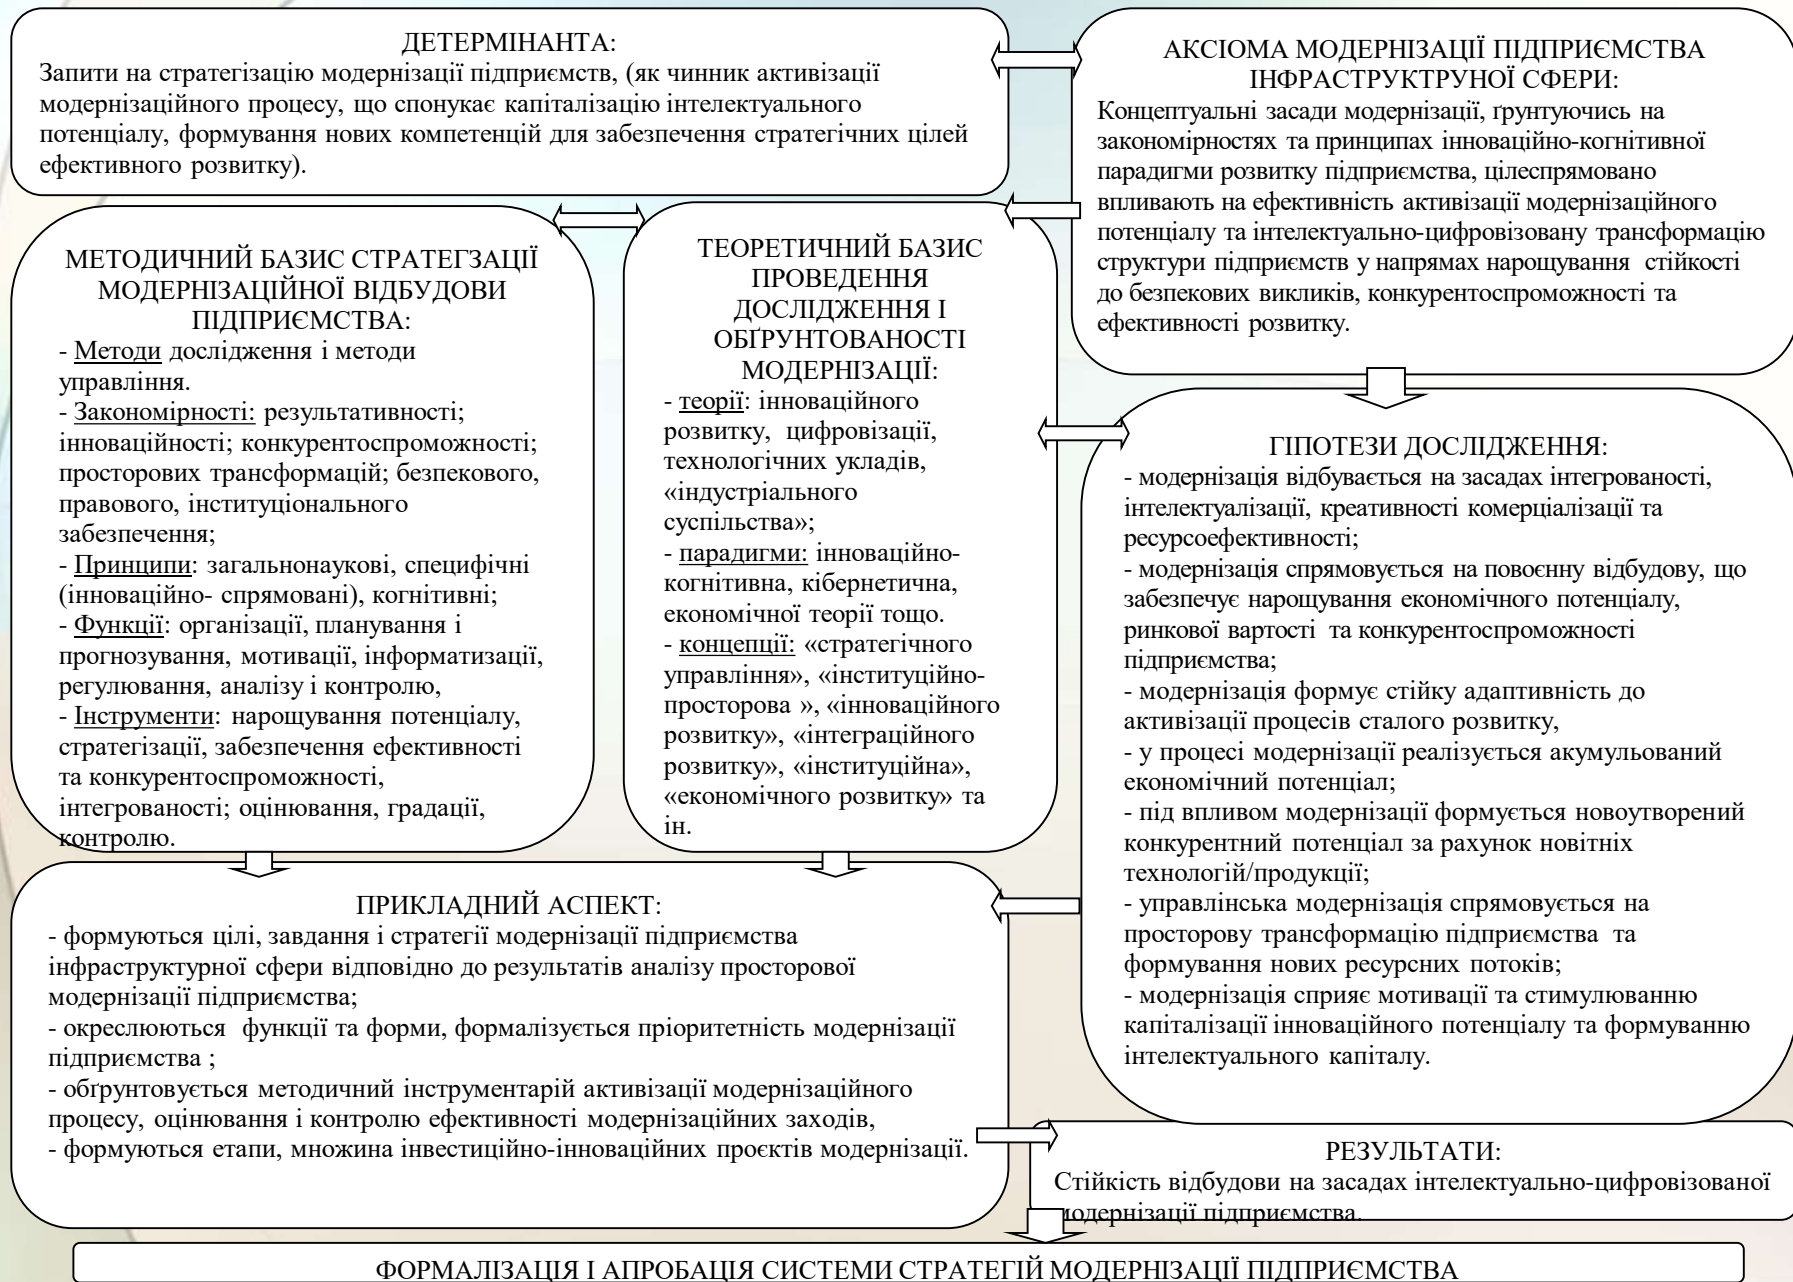 ДЕТЕРМІНАНТА:
Запити на стратегізацію модернізації підприємств, (як чинник активізації
модернізаційного процесу, що спонукає капіталізацію інтелектуального
потенціалу, формування нових компетенцій для забезпечення стратегічних цілей
ефективного розвитку).
АКСІОМА МОДЕРНІЗАЦІЇ ПІДПРИЄМСТВА
ІНФРАСТРУКТРУНОЇ СФЕРИ:
Концептуальні засади модернізації, ґрунтуючись на
закономірностях та принципах інноваційно-когнітивної
парадигми розвитку підприємства, цілеспрямовано
впливають на ефективність активізації модернізаційного
потенціалу та інтелектуально-цифровізовану трансформацію
структури підприємств у напрямах нарощування стійкості
до безпекових викликів, конкурентоспроможності та
ефективності розвитку.
МЕТОДИЧНИЙ БАЗИС СТРАТЕГЗАЦІЇ
МОДЕРНІЗАЦІЙНОЇ ВІДБУДОВИ
ПІДПРИЄМСТВА:
- Методи дослідження і методи
управління.
- Закономірності: результативності;
інноваційності; конкурентоспроможності;
просторових трансформацій; безпекового,
правового, інституціонального
забезпечення;
- Принципи: загальнонаукові, специфічні
(інноваційно- спрямовані), когнітивні;
- Функції: організації, планування і
прогнозування, мотивації, інформатизації,
регулювання, аналізу і контролю,
- Інструменти: нарощування потенціалу,
стратегізації, забезпечення ефективності
та конкурентоспроможності,
інтегрованості; оцінювання, градації,
контролю.
ТЕОРЕТИЧНИЙ БАЗИС
ПРОВЕДЕННЯ
ДОСЛІДЖЕННЯ І
ОБҐРУНТОВАНОСТІ
МОДЕРНІЗАЦІЇ:
- теорії: інноваційного
розвитку, цифровізації,
технологічних укладів,
«індустріального
суспільства»;
- парадигми: інноваційно-
когнітивна, кібернетична,
економічної теорії тощо.
- концепції: «стратегічного
управління», «інституційно-
просторова », «інноваційного
розвитку», «інтеграційного
розвитку», «інституційна»,
«економічного розвитку» та
ін.
ГІПОТЕЗИ ДОСЛІДЖЕННЯ:
- модернізація відбувається на засадах інтегрованості,
інтелектуалізації, креативності комерціалізації та
ресурсоефективності;
- модернізація спрямовується на повоєнну відбудову, що
забезпечує нарощування економічного потенціалу,
ринкової вартості та конкурентоспроможності
підприємства;
- модернізація формує стійку адаптивність до
активізації процесів сталого розвитку,
- у процесі модернізації реалізується акумульований
економічний потенціал;
- під впливом модернізації формується новоутворений
конкурентний потенціал за рахунок новітніх
технологій/продукції;
- управлінська модернізація спрямовується на
просторову трансформацію підприємства та
формування нових ресурсних потоків;
- модернізація сприяє мотивації та стимулюванню
капіталізації інноваційного потенціалу та формуванню
інтелектуального капіталу.
ПРИКЛАДНИЙ АСПЕКТ:
- формуються цілі, завдання і стратегії модернізації підприємства
інфраструктурної сфери відповідно до результатів аналізу просторової
модернізації підприємства;
- окреслюються функції та форми, формалізується пріоритетність модернізації
підприємства ;
- обґрунтовується методичний інструментарій активізації модернізаційного
процесу, оцінювання і контролю ефективності модернізаційних заходів,
- формуються етапи, множина інвестиційно-інноваційних проєктів модернізації.
РЕЗУЛЬТАТИ:
Стійкість відбудови на засадах інтелектуально-цифровізованої
модернізації підприємства.
ФОРМАЛІЗАЦІЯ І АПРОБАЦІЯ СИСТЕМИ СТРАТЕГІЙ МОДЕРНІЗАЦІЇ ПІДПРИЄМСТВА